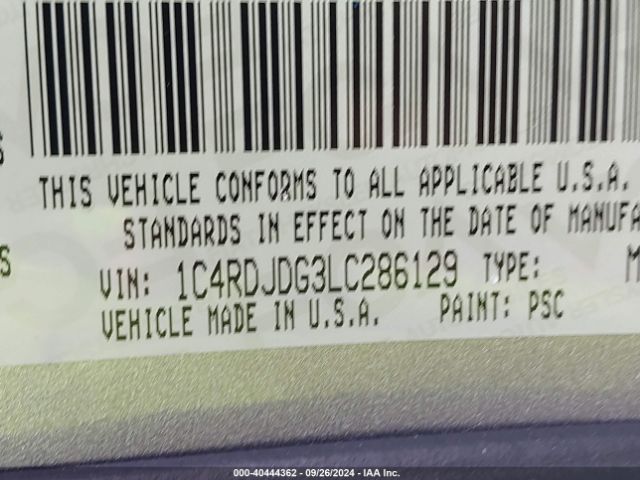 THIS VEHICLE CONFORMS TO ALL APPLICABLE U.S.A.
STANDARDS IN EFFECT ON THE DATE OF MANUFA
S
VIN: 1C4RDJDG3LC286129 TYPE: M
VEHICLE MADE IN U.S.A. PAINT: PSC
000-40444362 | 09/26/2024 - IAA Inc.